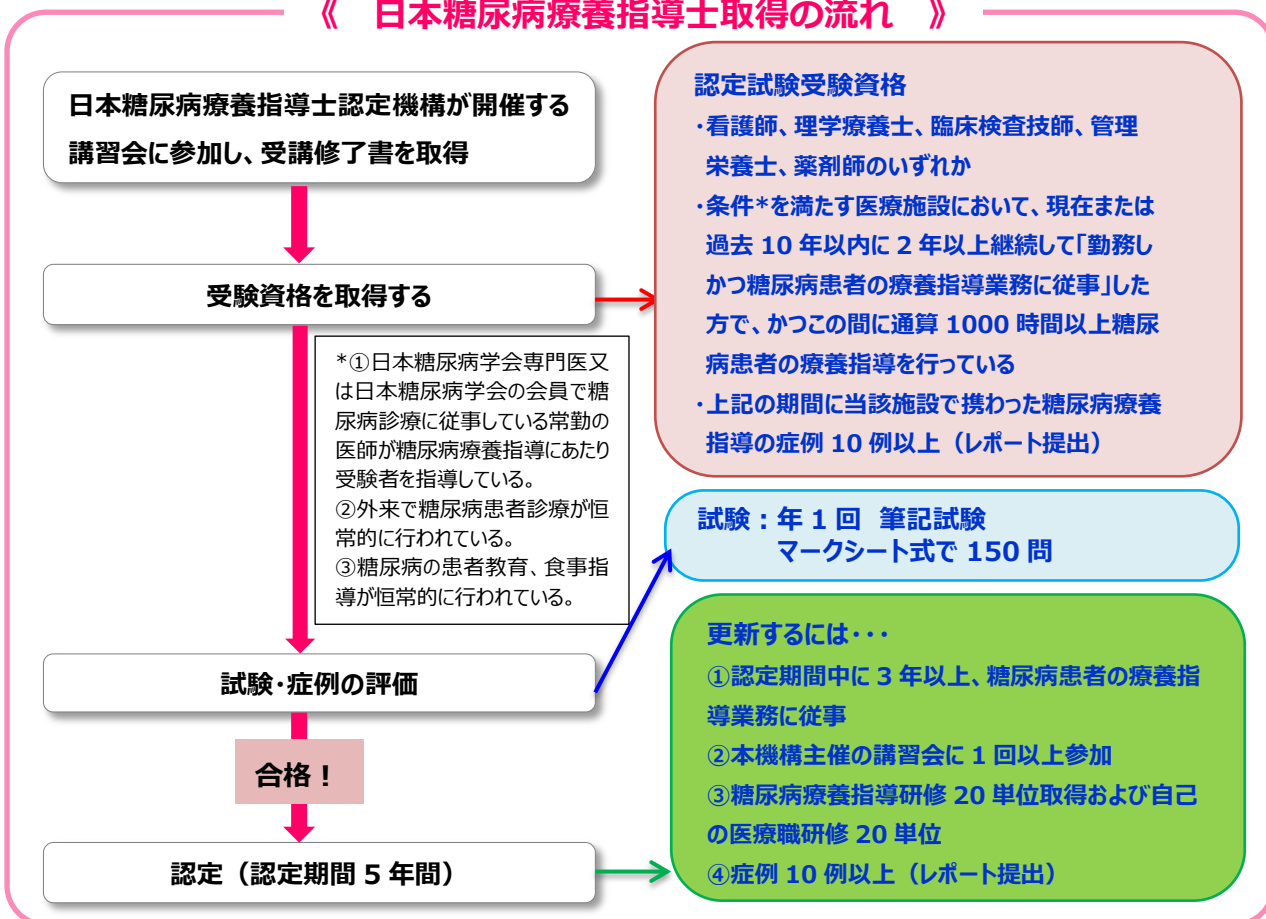 《 日本糖尿病療養指導士取得の流れ 》
日本糖尿病療養指導士認定機構が開催する
講習会に参加し、受講修了書を取得
受験資格を取得する
認定試験受験資格
・看護師、理学療養士、臨床検査技師、管理
栄養士、薬剤師のいずれか
・条件*を満たす医療施設において、現在または
過去 10 年以内に 2 年以上継続して「勤務し
かつ糖尿病患者の療養指導業務に従事」した
方で、かつこの間に通算 1000 時間以上糖尿
病患者の療養指導を行っている
・上記の期間に当該施設で携わった糖尿病療養
指導の症例 10 例以上（レポート提出）
*①日本糖尿病学会専門医又
は日本糖尿病学会の会員で糖
尿病診療に従事している常勤の
医師が糖尿病療養指導にあたり
受験者を指導している。
②外来で糖尿病患者診療が恒
常的に行われている。
③糖尿病の患者教育、食事指
導が恒常的に行われている。
試験・症例の評価
試験：年 1 回 筆記試験
マークシート式で 150 問
合格！
認定（認定期間 5 年間）
更新するには・・・
①認定期間中に 3 年以上、糖尿病患者の療養指
導業務に従事
②本機構主催の講習会に 1 回以上参加
③糖尿病療養指導研修 20 単位取得および自己
の医療職研修 20 単位
④症例 10 例以上（レポート提出）